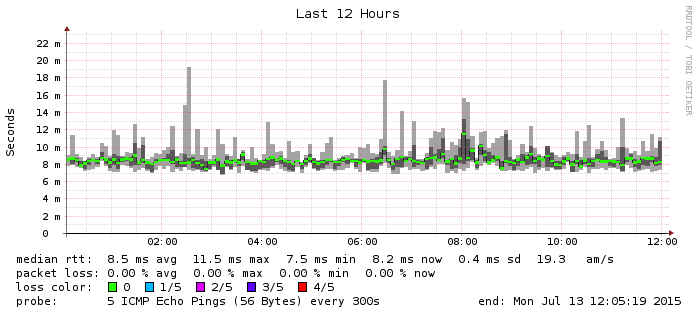 Last 12 Hours
RRDTOOL / TOBI OETIKER
Seconds
22 m
20 m
18 m
16 m
14 m
12 m
10 m
8 m
6 m
4 m
2 m
0
02:00 04:00 06:00 08:00 10:00 12:00
median rtt: 8.5 ms avg 11.5 ms max 7.5 ms min 8.2 ms now 0.4 ms sd 19.3 am/s
packet loss: 0.00 % avg 0.00 % max 0.00 % min 0.00 % now
loss color: 0 1/5 2/5 3/5 4/5
probe: 5 ICMP Echo Pings (56 Bytes) every 300s end: Mon Jul 13 12:05:19 2015